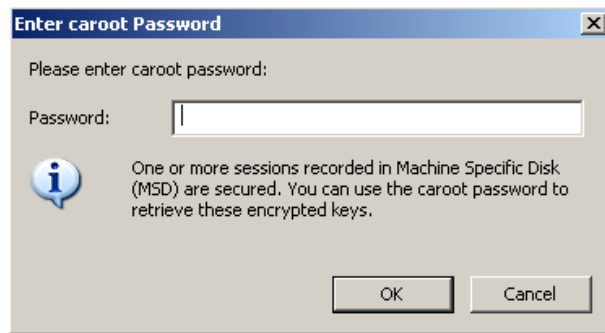 Enter caroot Password
Please enter caroot password:
Password:
One or more sessions recorded in Machine Specific Disk
(MSD) are secured. You can use the caroot password to
retrieve these encrypted keys.
OK Cancel